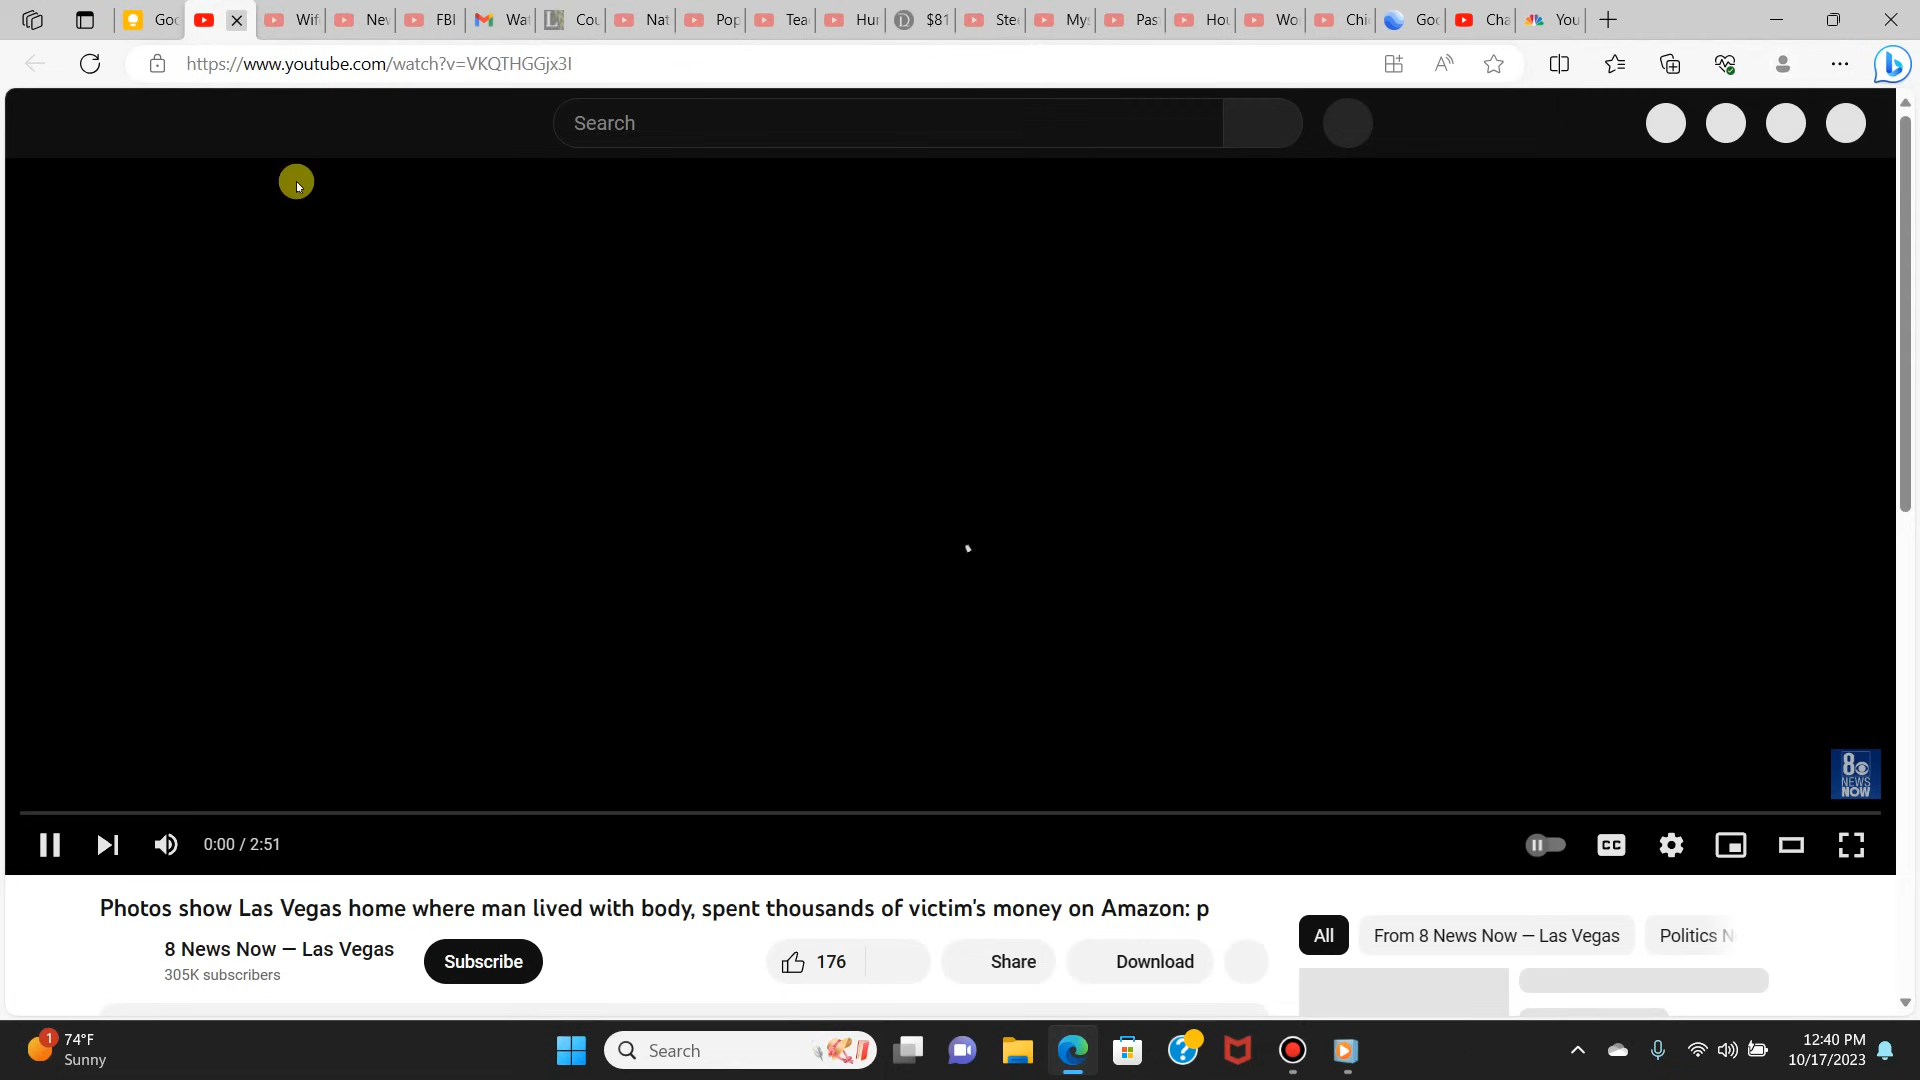 Goo
Wif
Nev
FBI
Wat
Cou
Nat
Pop
Tea
Hur
$81
Ste
Mys
Pas
Hou
Wo
Chi
Goo
Cha
You
https://www.youtube.com/watch?v=VKQTHGGjx3I
Search
8
NEWS
NOW
0:00 / 2:51
CC
Photos show Las Vegas home where man lived with body, spent thousands of victim's money on Amazon: p
8 News Now — Las Vegas
305K subscribers
Subscribe
176
Share
Download
All
From 8 News Now — Las Vegas
Politics N
1
74°F
Sunny
Search
12:40 PM
10/17/2023